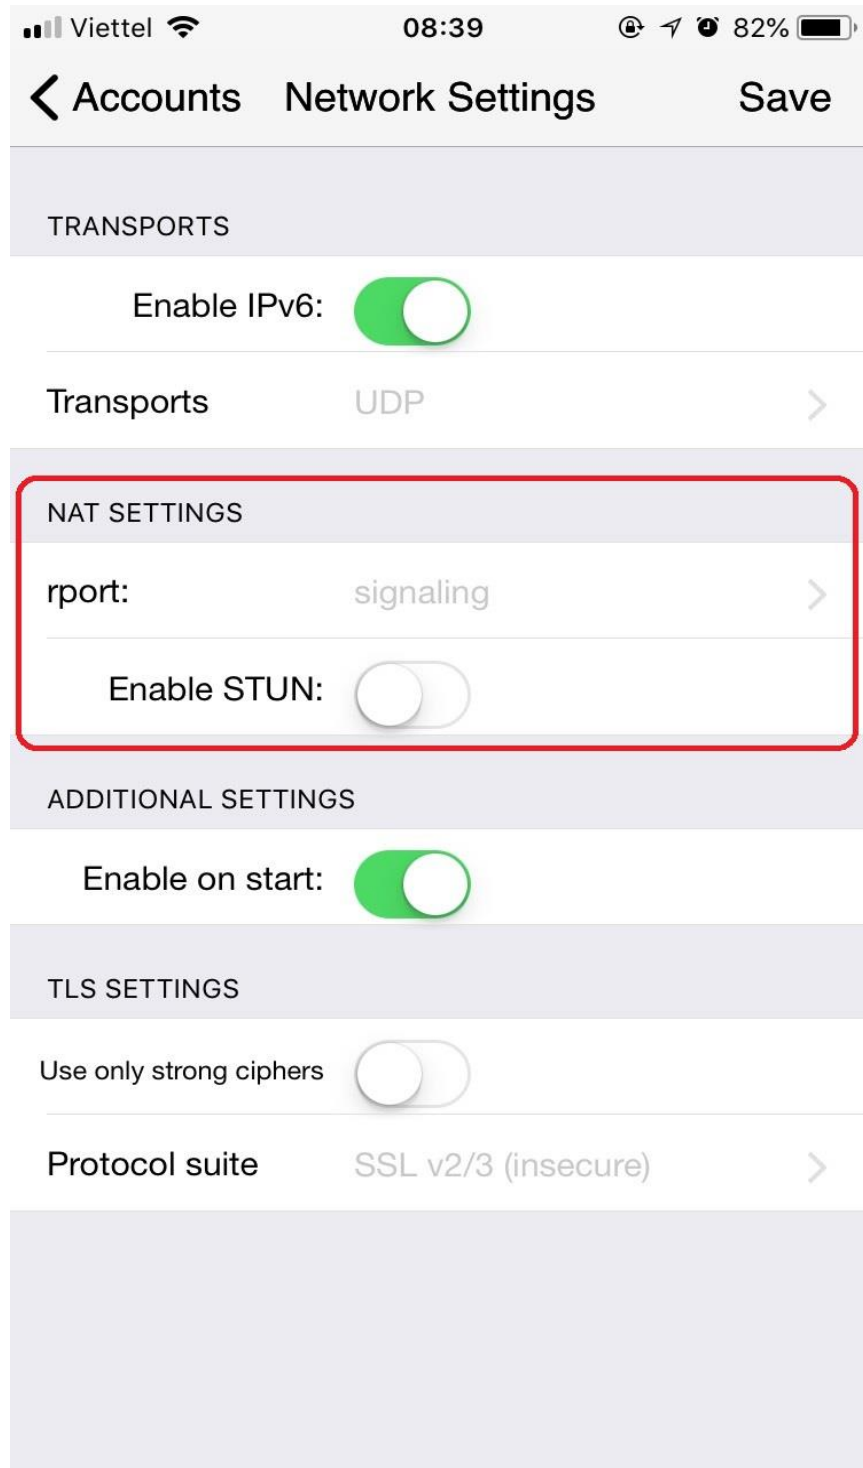 Viettel 08:39 82%
Accounts Network Settings Save
TRANSPORTS
Enable IPv6:
Transports UDP
NAT SETTINGS
rport: signaling
Enable STUN:
ADDITIONAL SETTINGS
Enable on start:
TLS SETTINGS
Use only strong ciphers
Protocol suite SSL v2/3 (insecure)